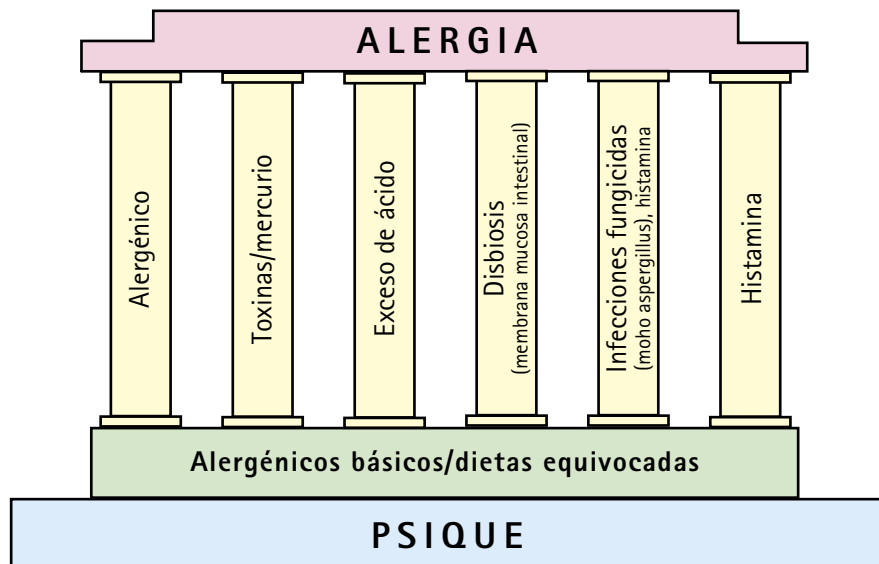 ALERGIA
Alergénico
Toxinas/mercurio
Exceso de ácido
Disbiosis
(membrana mucosa intestinal)
Infecciones fungicidas
(moho aspergillus), histamina
Histamina
Alergénicos básicos/dietas equivocadas
PSIQUE